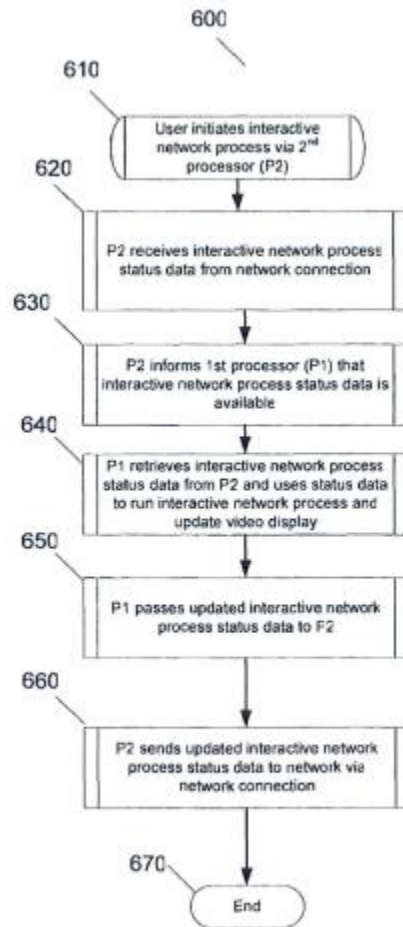 600
610
User initiates interactive
network process via 2nd
processor (P2)
620
P2 receives interactive network process
status data from network connection
630
P2 informs 1st processor (P1) that
interactive network process status data is
available
640
P1 retrieves interactive network process
status data from P2 and uses status data
to run interactive network process and
update video display
650
P1 passes updated interactive network
process status data to F2
660
P2 sends updated interactive network
process status data to network via
network connection
670
End